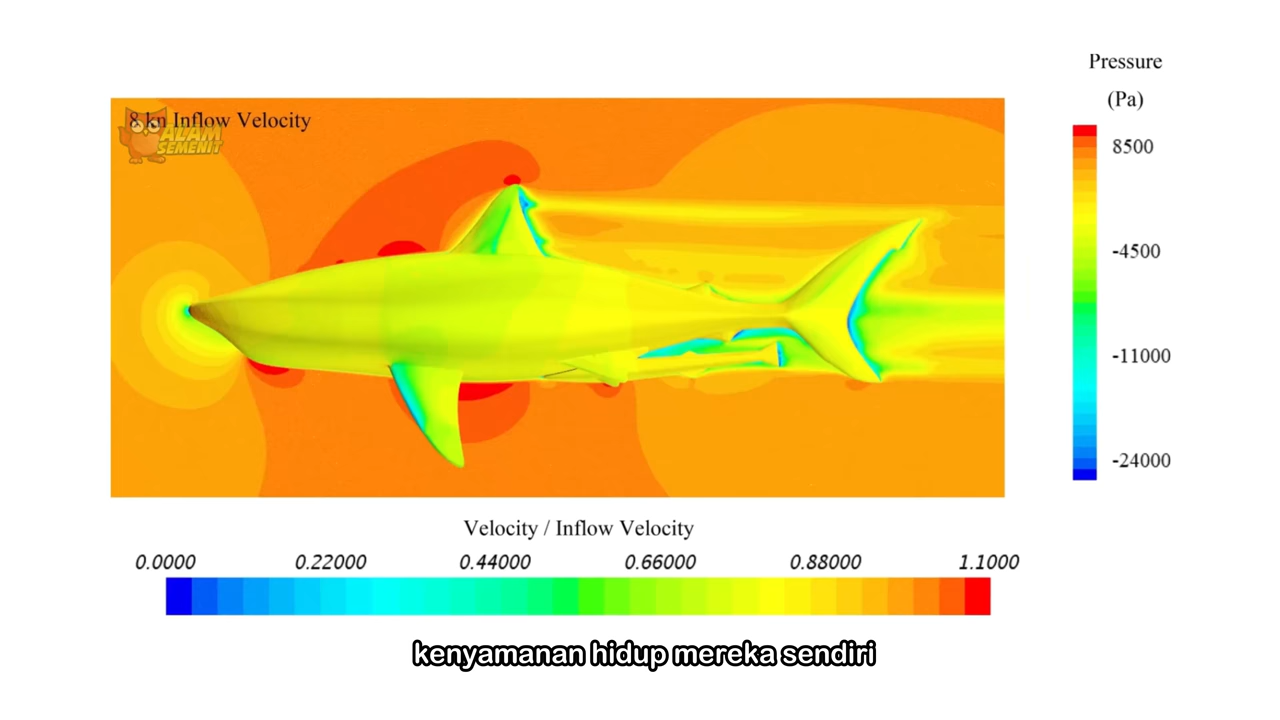 Pressure
(Pa)
8 kn Inflow Velocity
ALAM
SEMENIT
8500
-4500
-11000
-24000
Velocity / Inflow Velocity
0.0000 0.22000 0.44000 0.66000 0.88000 1.1000
kenyamanan hidup mereka sendiri